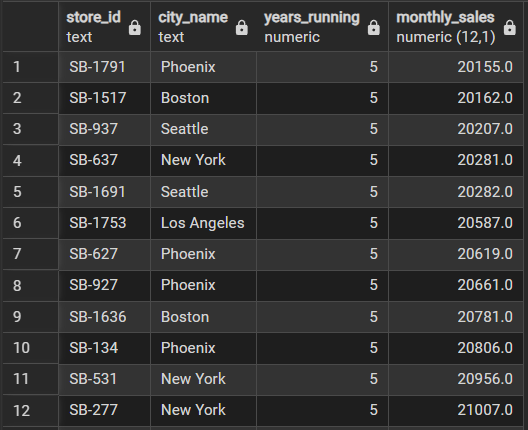 store_id city_name years_running monthly_sales
text text numeric numeric (12,1)
1 SB-1791 Phoenix 5 20155.0
2 SB-1517 Boston 5 20162.0
3 SB-937 Seattle 5 20207.0
4 SB-637 New York 5 20281.0
5 SB-1691 Seattle 5 20282.0
6 SB-1753 Los Angeles 5 20587.0
7 SB-627 Phoenix 5 20619.0
8 SB-927 Phoenix 5 20661.0
9 SB-1636 Boston 5 20781.0
10 SB-134 Phoenix 5 20806.0
11 SB-531 New York 5 20956.0
12 SB-277 New York 5 21007.0